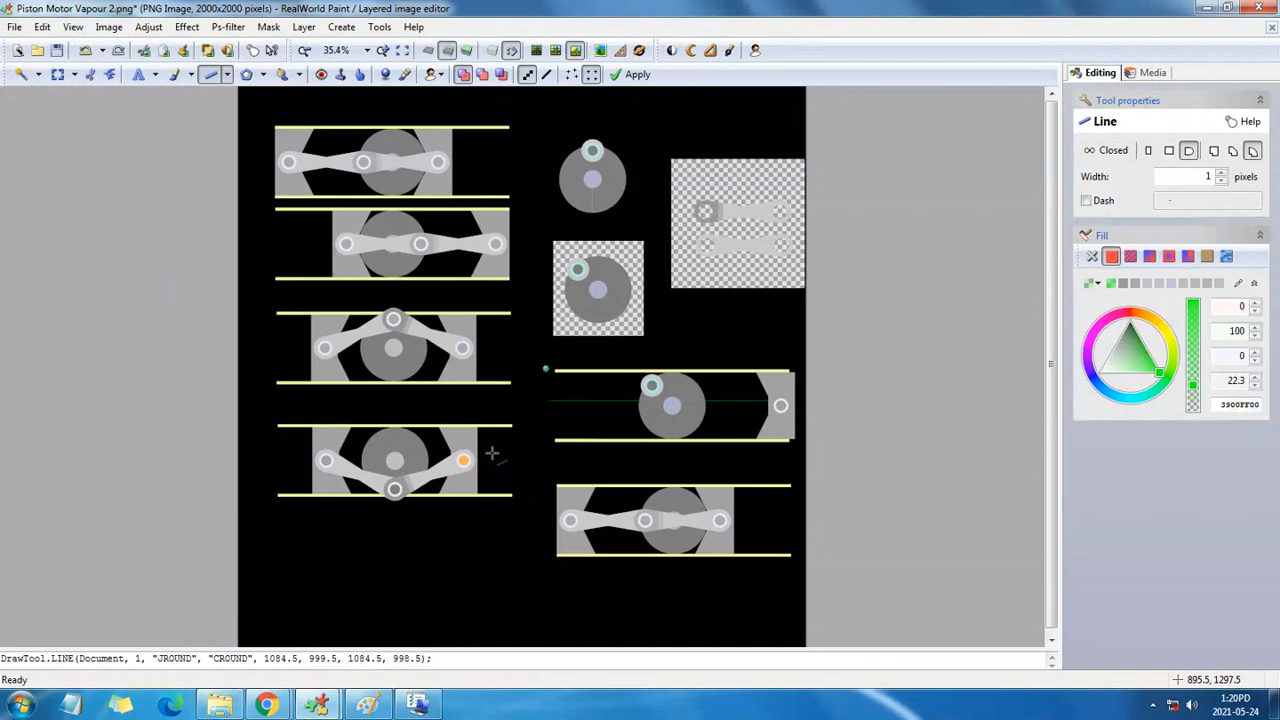 Piston Motor Vapour 2.png* (PNG Image, 2000x2000 pixels) - RealWorld Paint / Layered image editor
File Edit View Image Adjust Effect Ps-filter Mask Layer Create Tools Help
35.4%
Apply
Editing Media
Tool properties
Line Help
Closed
Width: 1 pixels
Dash -
Fill
0
100
0
22.3
3900FF00
DrawTool.LINE(Document, 1, "JROUND", "CROUND", 1084.5, 999.5, 1084.5, 998.5);
Ready 895.5, 1297.5
1:20PD
2021-05-24